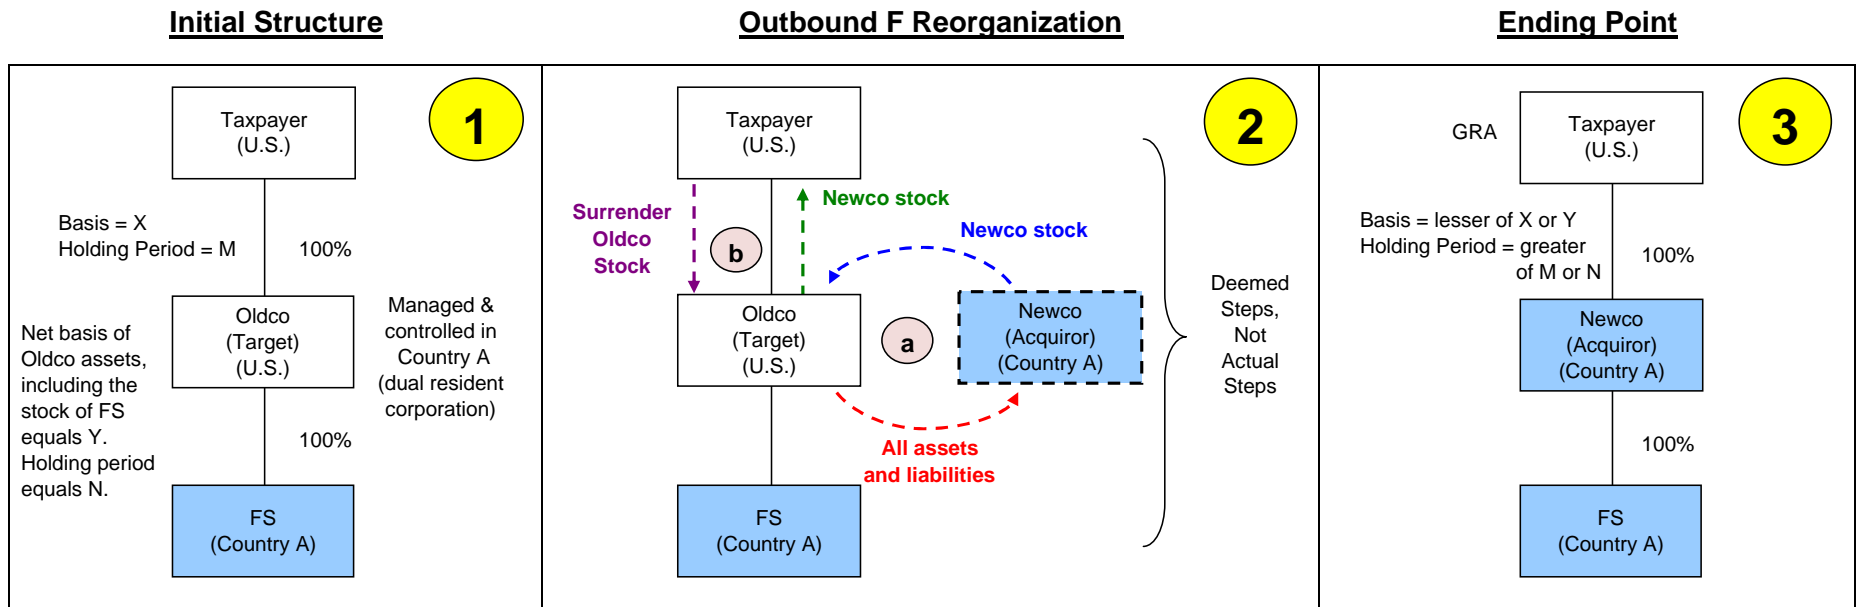 Initial Structure
Outbound F Reorganization
Ending Point
1
Taxpayer
(U.S.)
Basis = X
Holding Period = M
100%
Oldco
(Target)
(U.S.)
Managed &
controlled in
Country A
(dual resident
corporation)
Net basis of
Oldco assets,
including the
stock of FS
equals Y.
Holding period
equals N.
100%
FS
(Country A)
2
Taxpayer
(U.S.)
Surrender
Oldco
Stock
b
Newco stock
Newco stock
Oldco
(Target)
(U.S.)
a
Newco
(Acquiror)
(Country A)
All assets
and liabilities
FS
(Country A)
Deemed
Steps,
Not
Actual
Steps
3
GRA
Taxpayer
(U.S.)
Basis = lesser of X or Y
Holding Period = greater
of M or N
100%
Newco
(Acquiror)
(Country A)
100%
FS
(Country A)